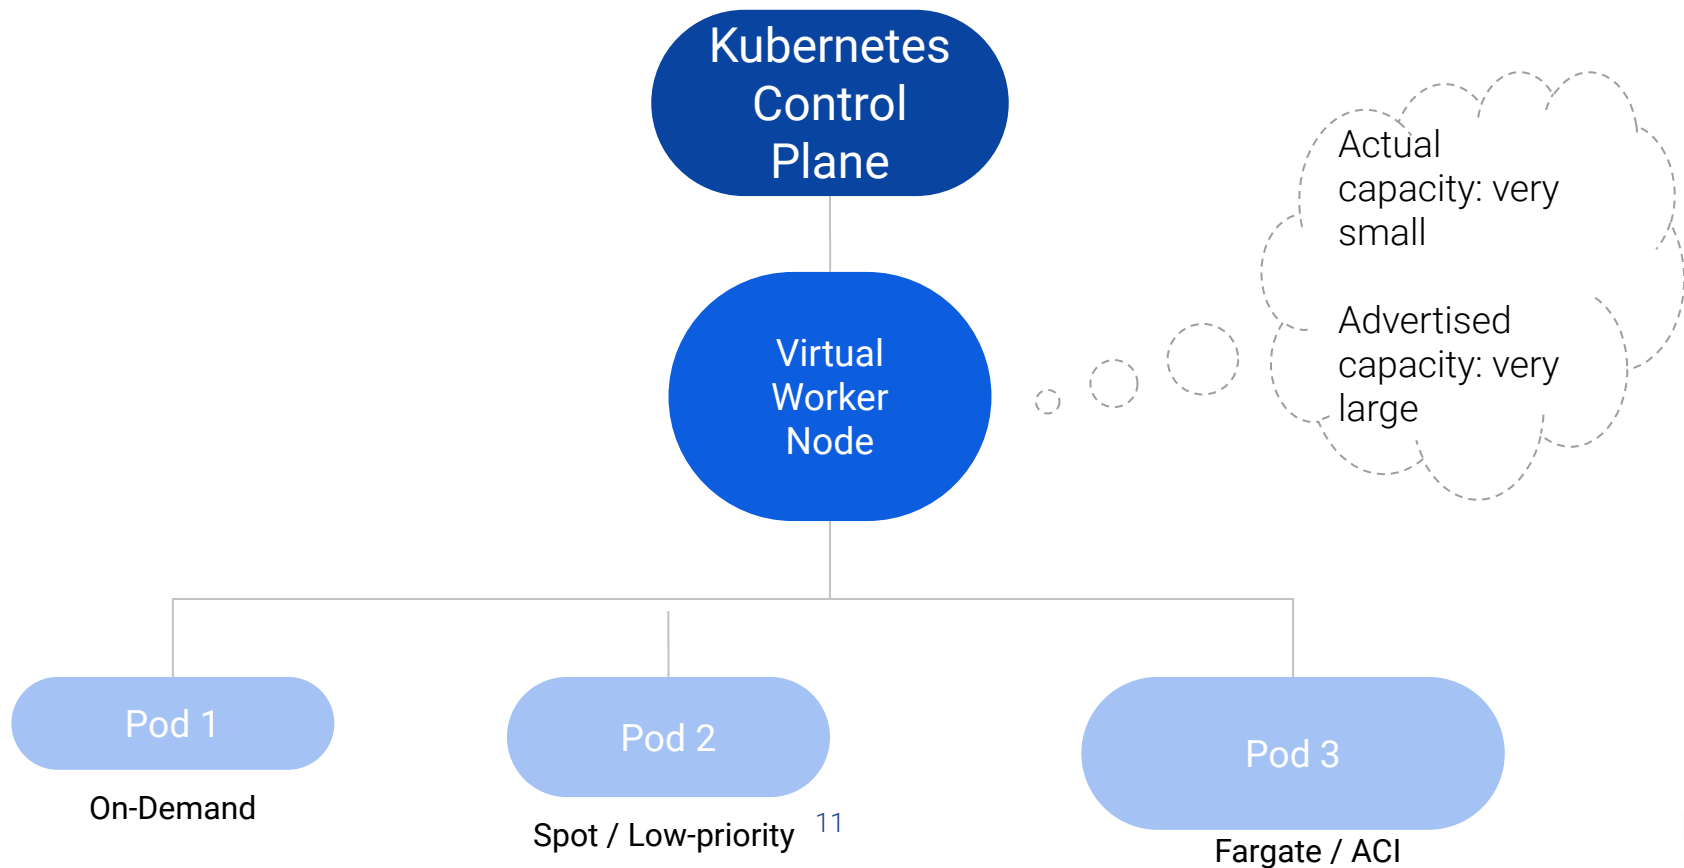 Kubernetes
Control
Plane
Actual
capacity: very
small
Advertised
capacity: very
large
Virtual
Worker
Node
Pod 1
Pod 2
Pod 3
On-Demand
Spot / Low-priority
11
Fargate / ACI